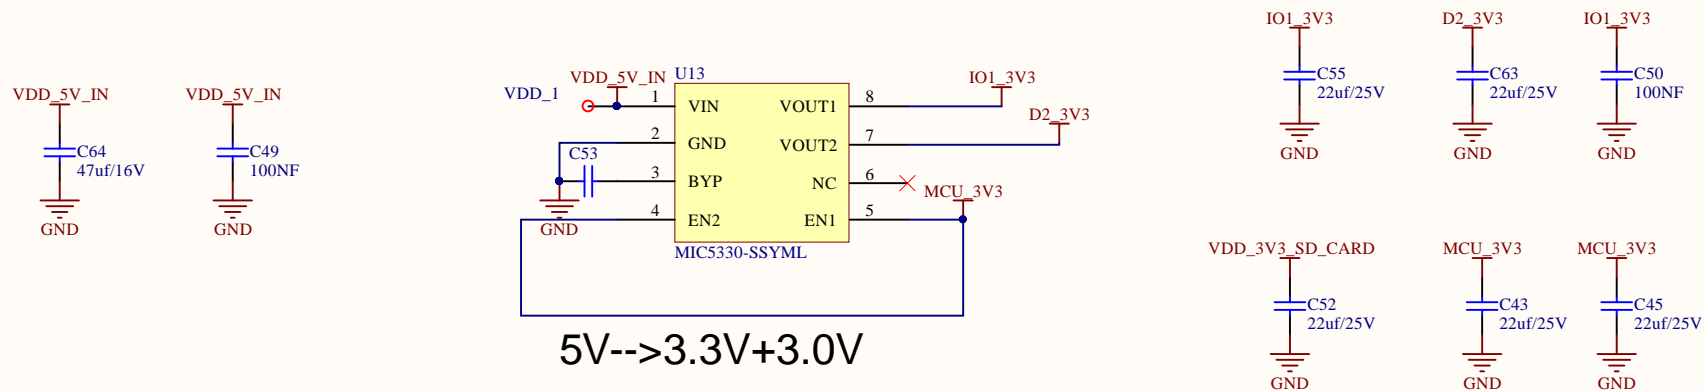 VDD_5V_IN
C64
47uf/16V
GND
VDD_5V_IN
C49
100NF
GND
VDD_1
VDD_5V_IN
U13
1
VIN
2
GND
C53
3
BYP
4
EN2
GND
VOUT1
8
IO1_3V3
VOUT2
7
D2_3V3
NC
6
EN1
5
MCU_3V3
MIC5330-SSYML
5V-->3.3V+3.0V
IO1_3V3
C55
22uf/25V
GND
D2_3V3
C63
22uf/25V
GND
IO1_3V3
C50
100NF
GND
VDD_3V3_SD_CARD
C52
22uf/25V
GND
MCU_3V3
C43
22uf/25V
GND
MCU_3V3
C45
22uf/25V
GND